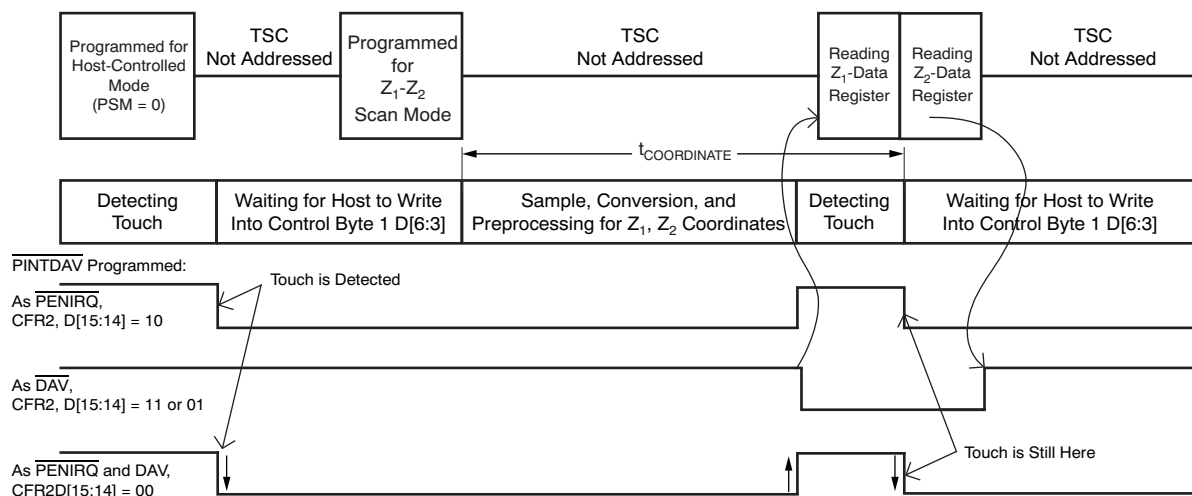 Programmed for
Host-Controlled
Mode
(PSM = 0)
TSC
Not Addressed
Programmed
for
Z1-Z2
Scan Mode
TSC
Not Addressed
Reading
Z1-Data
Register
Reading
Z2-Data
Register
TSC
Not Addressed
tCOORDINATE
Detecting
Touch
Waiting for Host to Write
Into Control Byte 1 D[6:3]
Sample, Conversion, and
Preprocessing for Z1, Z2 Coordinates
Detecting
Touch
Waiting for Host to Write
Into Control Byte 1 D[6:3]
PINTDAV Programmed:
Touch is Detected
As PENIRQ,
CFR2, D[15:14] = 10
As DAV,
CFR2, D[15:14] = 11 or 01
As PENIRQ and DAV,
CFR2D[15:14] = 00
Touch is Still Here